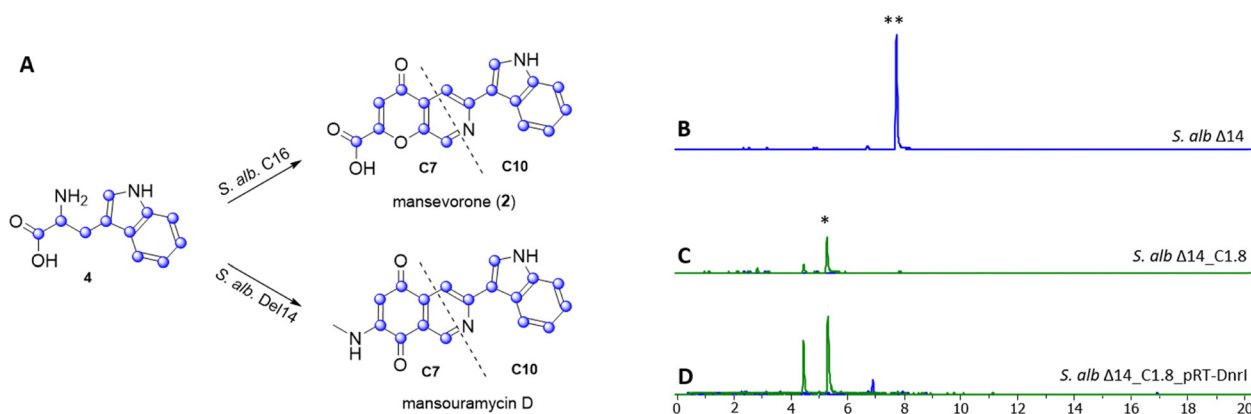 A
NH₂
NH
O
OH
4
S. alb. C16
S. alb. Del14
O
NH
N
O
O
OH
C7 C10
mansevorone (2)
O
NH
N
N
H
O
C7 C10
mansouramycin D
**
B
S. alb Δ14
*
C
S. alb Δ14_C1.8
D
S. alb Δ14_C1.8_pRT-DnrI
0 2 4 6 8 10 12 14 16 18 20